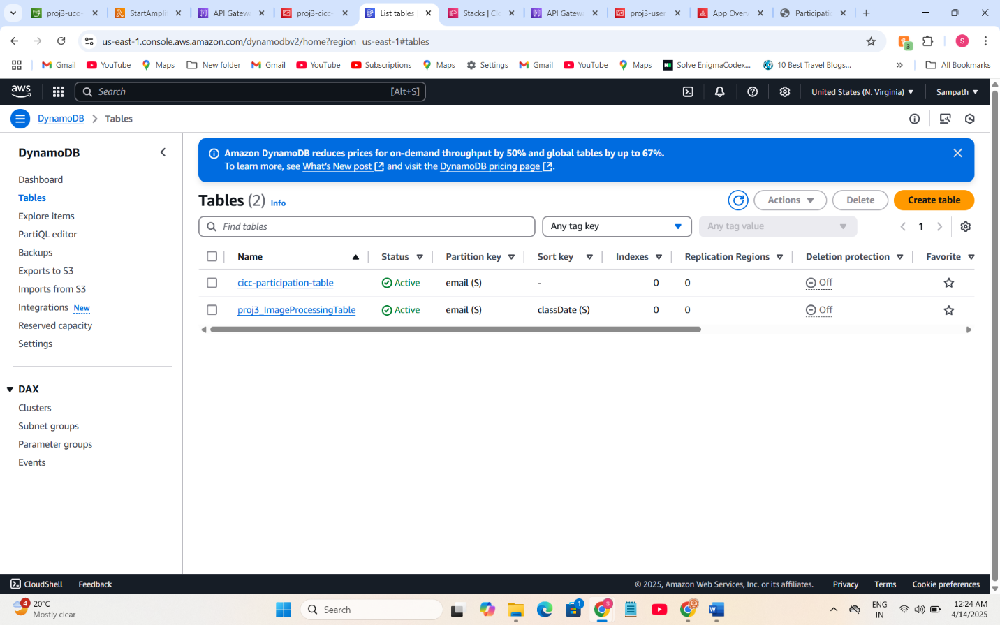 proj3-uco-
StartAmplif
API Gatewa
proj3-cicc-
List tables
Stacks | Clo
API Gatewa
proj3-user
App Overv
Participatio
us-east-1.console.aws.amazon.com/dynamodbv2/home?region=us-east-1#tables
3
S
Gmail
YouTube
Maps
New folder
Gmail
YouTube
Subscriptions
Maps
Settings
Gmail
YouTube
Maps
Solve EnigmaCodex...
10 Best Travel Blogs...
All Bookmarks
aws
Search
[Alt+S]
United States (N. Virginia)
Sampath
DynamoDB
Tables
DynamoDB
Dashboard
Tables
Explore items
PartiQL editor
Backups
Exports to S3
Imports from S3
Integrations New
Reserved capacity
Settings
DAX
Clusters
Subnet groups
Parameter groups
Events
Amazon DynamoDB reduces prices for on-demand throughput by 50% and global tables by up to 67%.
To learn more, see What's New post and visit the DynamoDB pricing page.
Tables (2) Info
Actions
Delete
Create table
Find tables
Any tag key
Any tag value
1
Name Status Partition key Sort key Indexes Replication Regions Deletion protection Favorite
cicc-participation-table Active email (S) - 0 0 Off
proj3_ImageProcessingTable Active email (S) classDate (S) 0 0 Off
CloudShell
Feedback
© 2025, Amazon Web Services, Inc. or its affiliates.
Privacy
Terms
Cookie preferences
4
20°C
Mostly clear
Search
1
S
W
ENG
IN
12:24 AM
4/14/2025